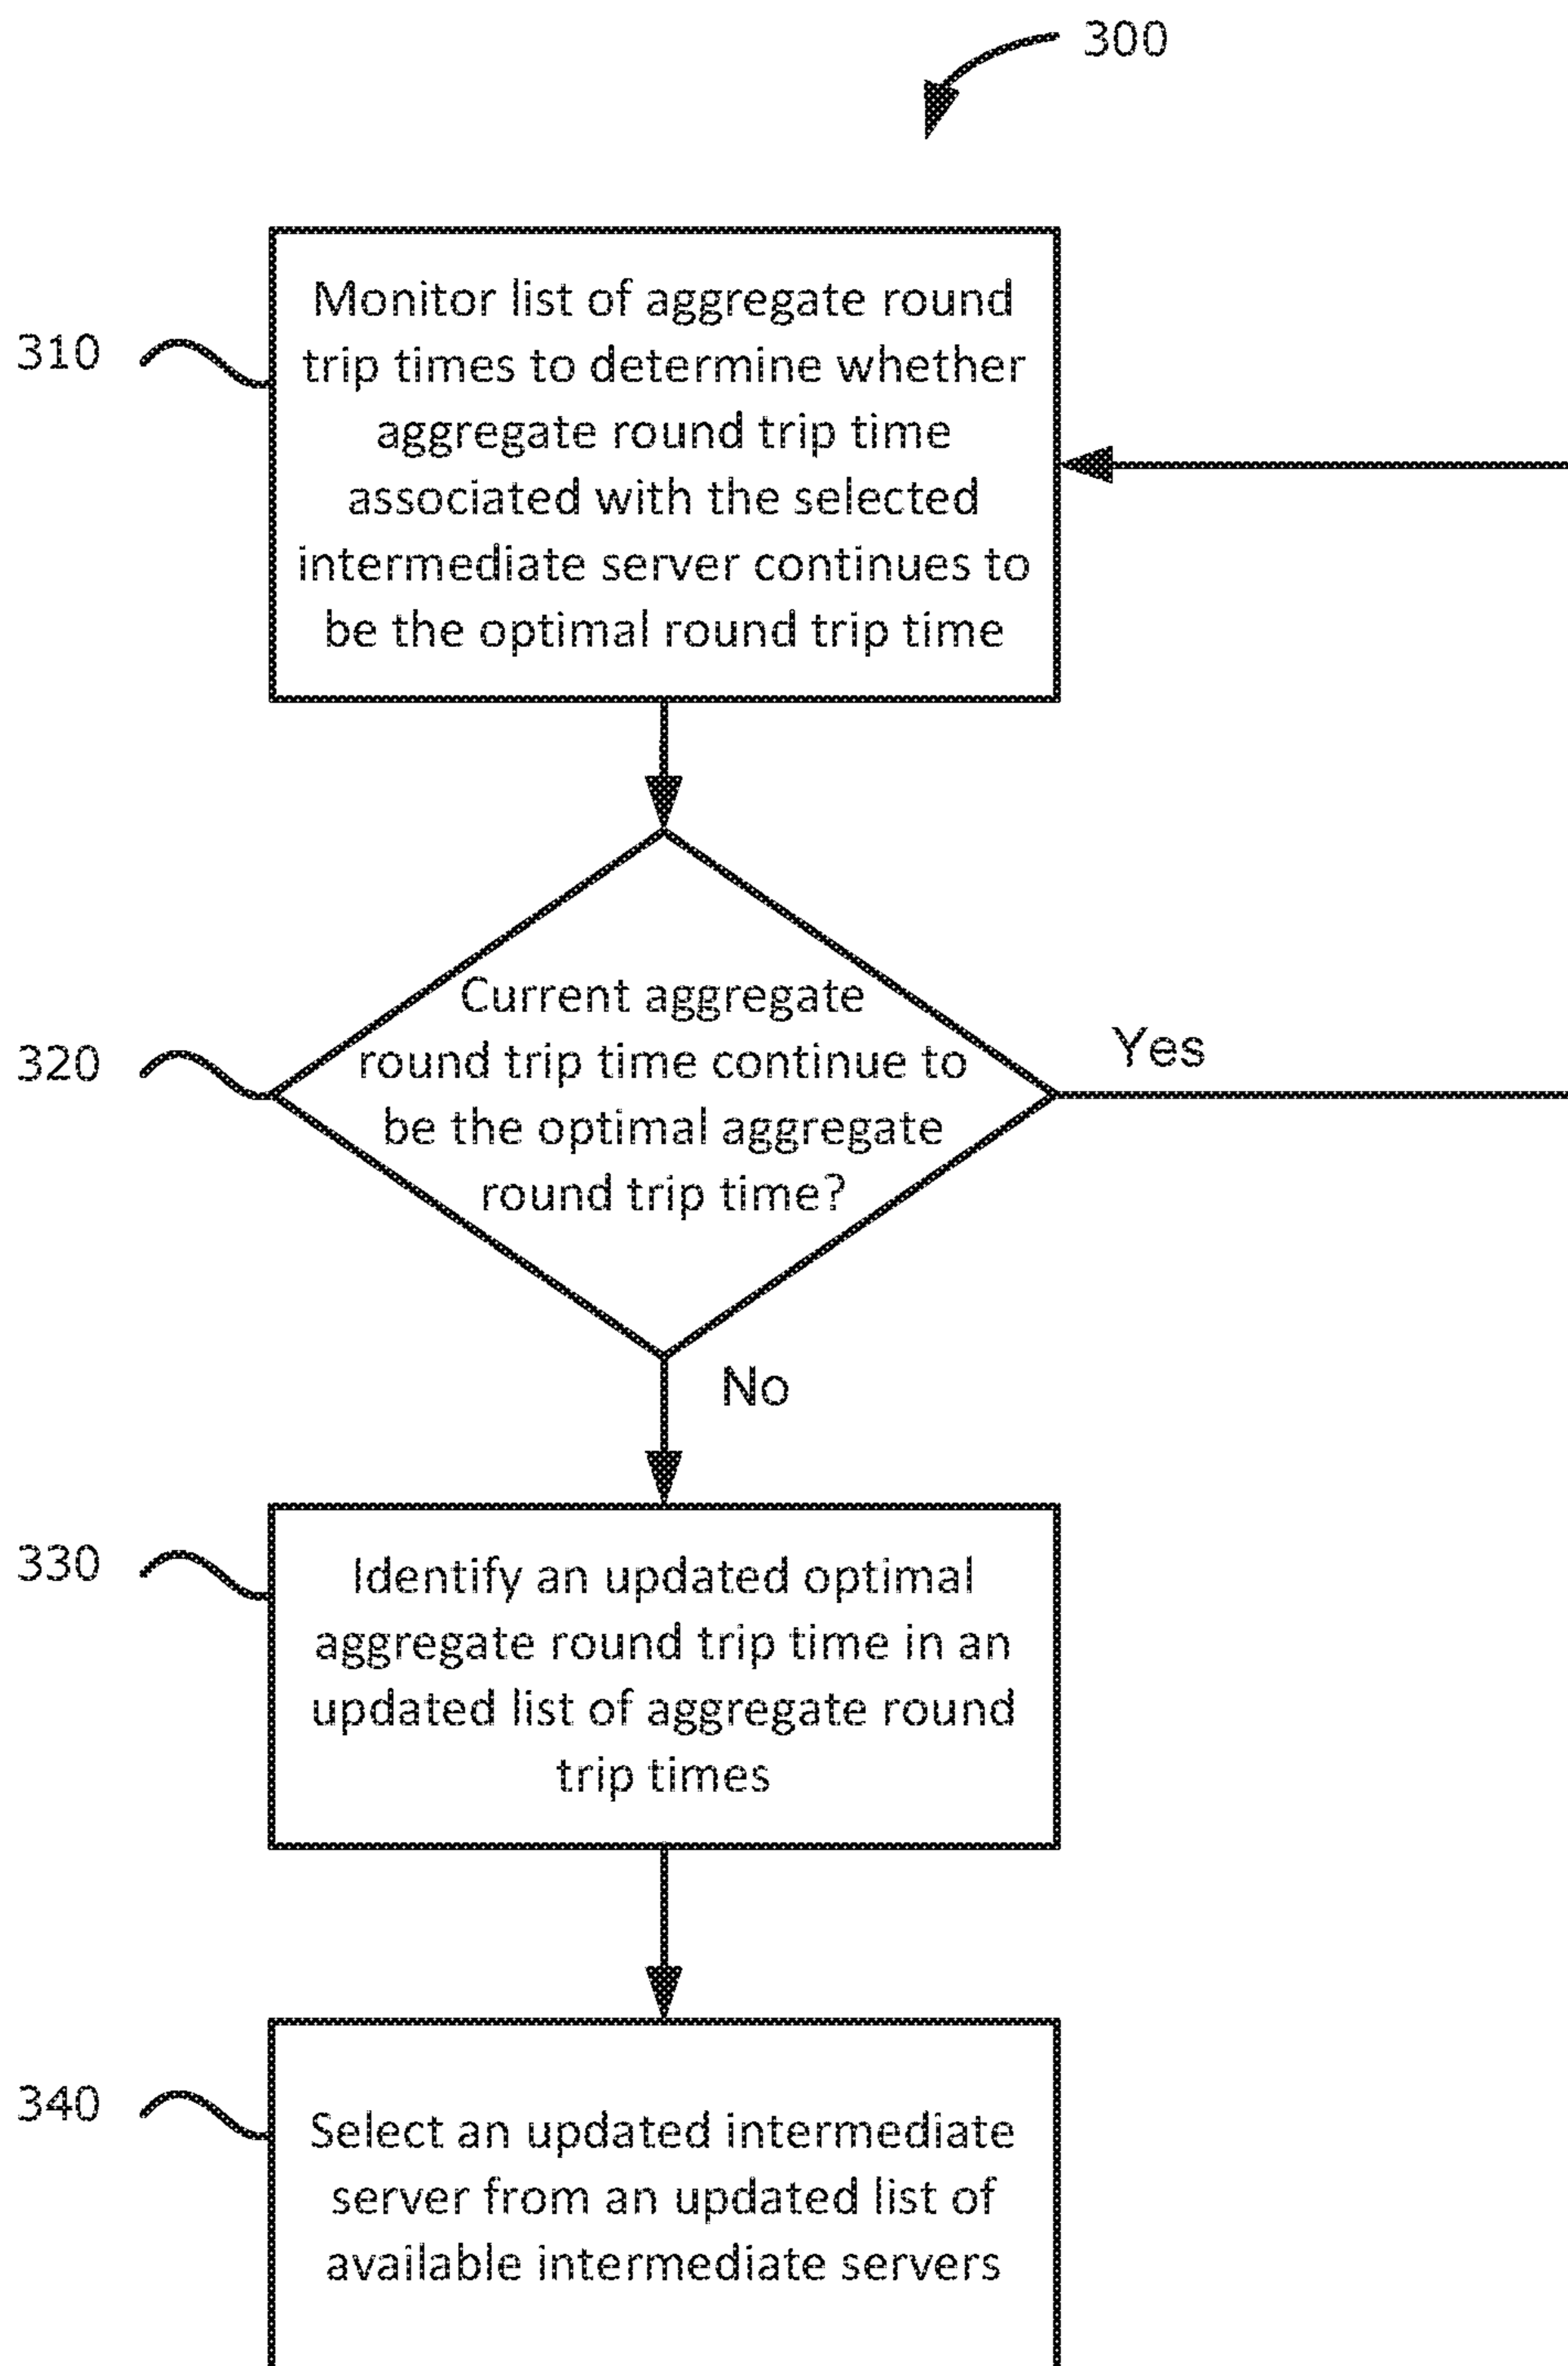 300
310
Monitor list of aggregate round
trip times to determine whether
aggregate round trip time
associated with the selected
intermediate server continues to
be the optimal round trip time
320
Current aggregate
round trip time continue to
be the optimal aggregate
round trip time?
Yes
No
330
Identify an updated optimal
aggregate round trip time in an
updated list of aggregate round
trip times
340
Select an updated intermediate
server from an updated list of
available intermediate servers